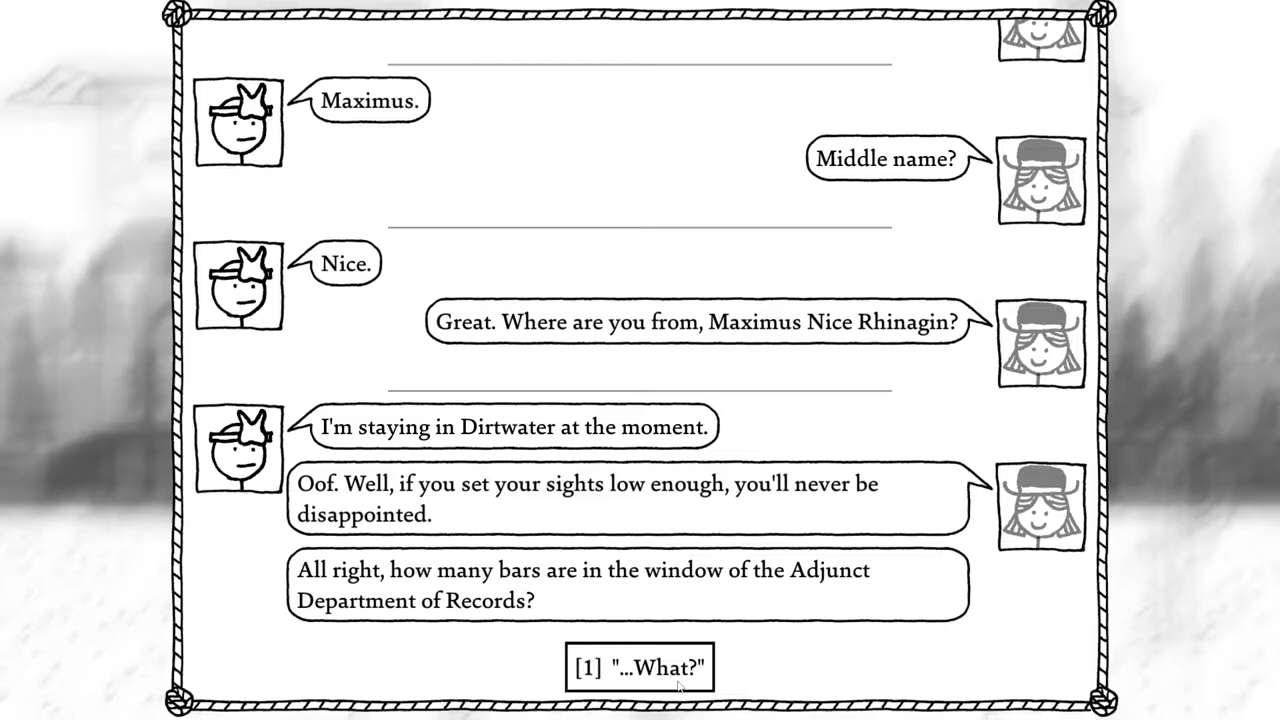 Maximus.
Middle name?
Nice.
Great. Where are you from, Maximus Nice Rhinagin?
I'm staying in Dirtwater at the moment.
Oof. Well, if you set your sights low enough, you'll never be
disappointed.
All right, how many bars are in the window of the Adjunct
Department of Records?
[1] "...What?"